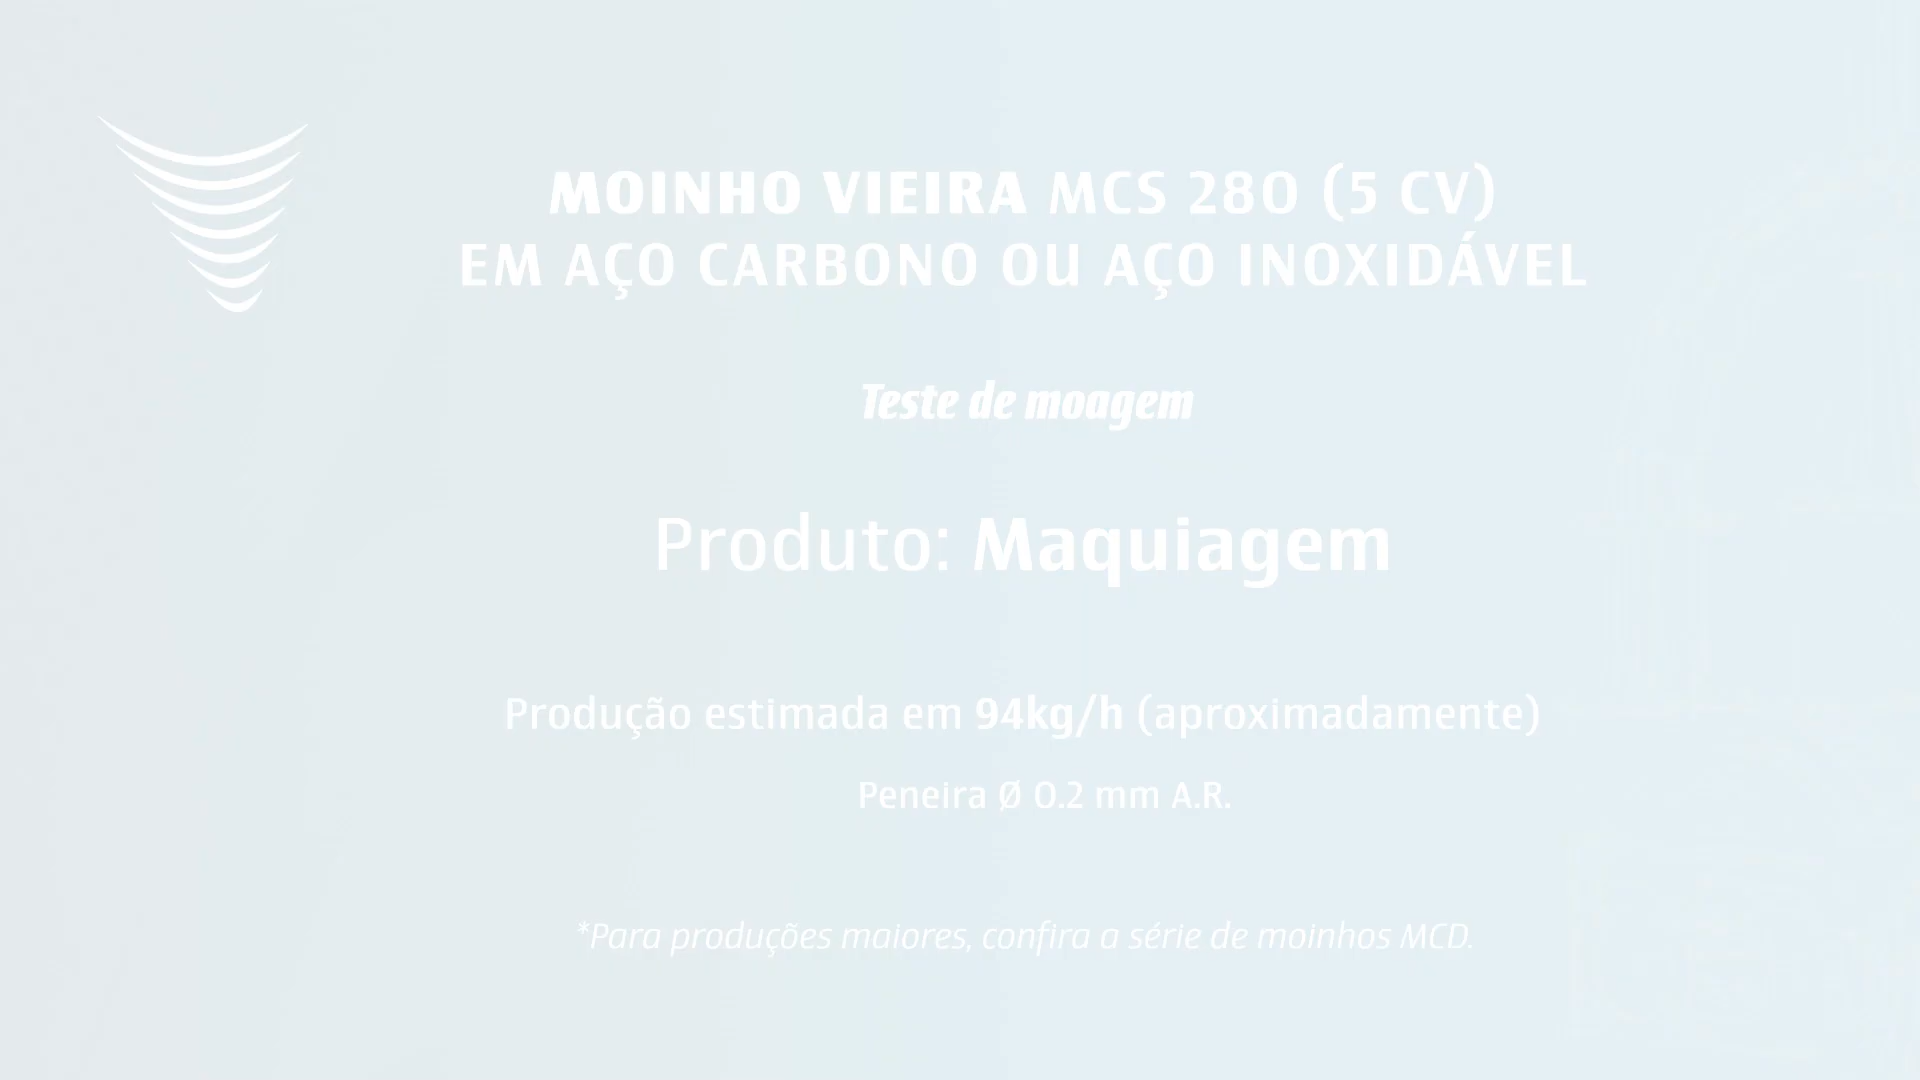 MOINHO VIEIRA MCS 280 (5 CV)
EM AÇO CARBONO OU AÇO INOXIDÁVEL
Teste de moagem
Produto: Maquiagem
Produção estimada em 94kg/h (aproximadamente)
Peneira Ø 0.2 mm A.R.
*Para produções maiores, confira a série de moinhos MCD.